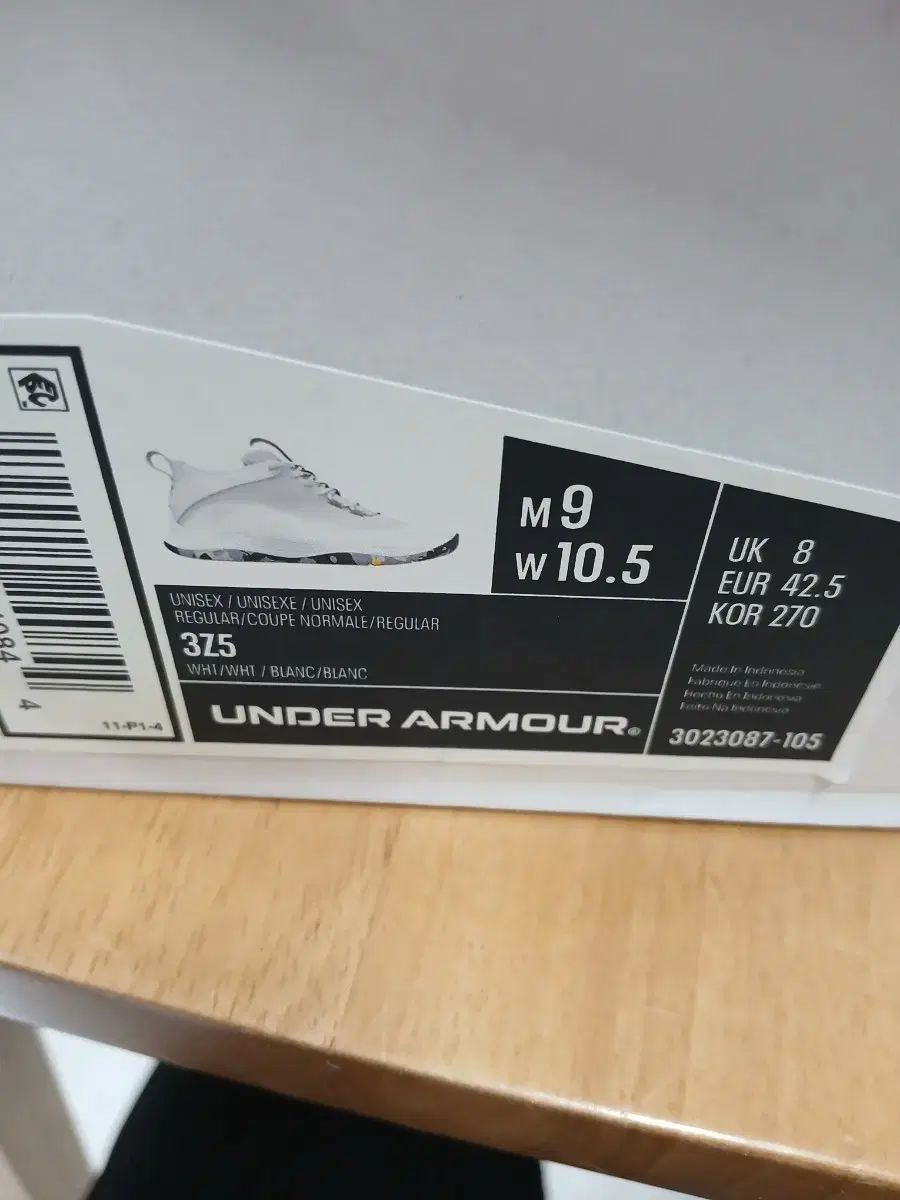 M 9
W 10.5
UK 8
EUR 42.5
KOR 270
UNISEX / UNISEXE / UNISEX
REGULAR/COUPE NORMALE/REGULAR
3Z5
WHT/WHT / BLANC/BLANC
UNDER ARMOUR®
Made In Indonesia
Fabriqué En Indonésie
Hecho En Indonesia
Feito Na Indonésia
3023087-105
4
11-P1-4